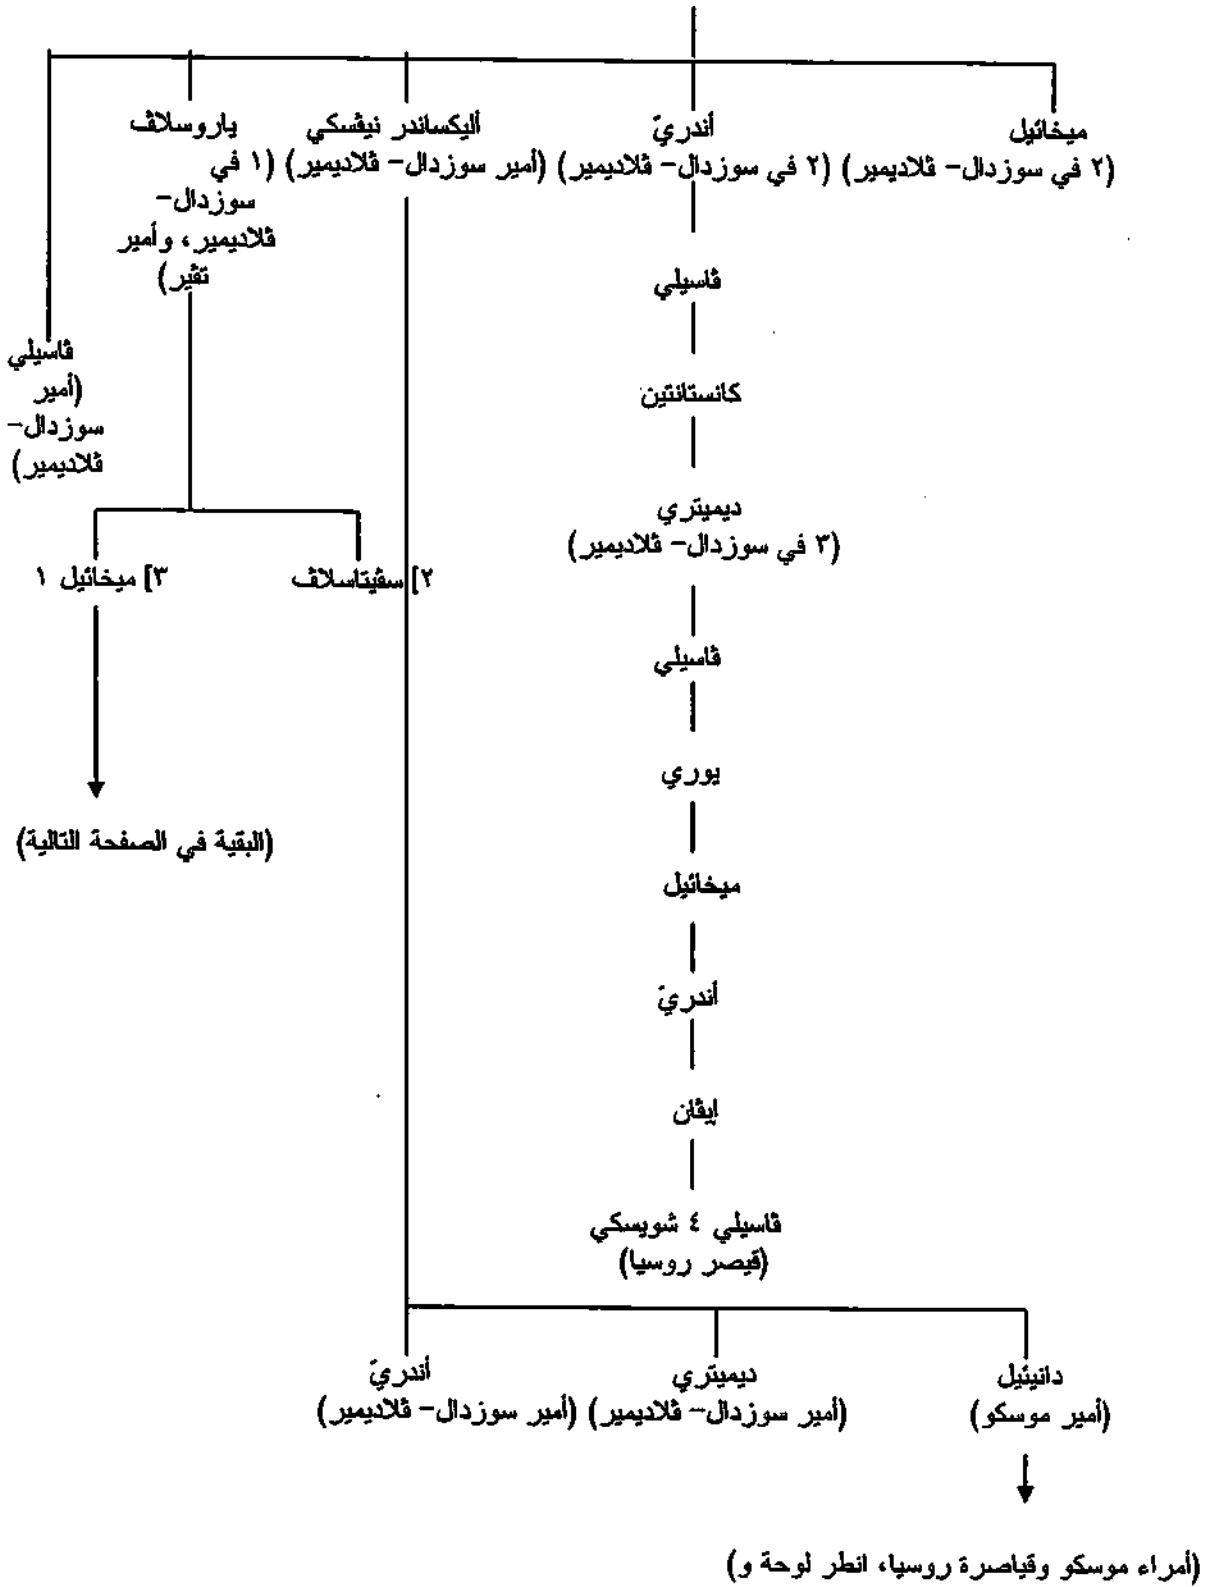 ميخائيل
(٢ في سوزدال- ڤلاديمير)
أندريّ
(٢ في سوزدال- ڤلاديمير)
أليكساندر نيڤسكي
(أمير سوزدال- ڤلاديمير)
ياروسلاڤ
(١ في
سوزدال-
ڤلاديمير، وأمير
تڤير)
ڤاسيلي
(أمير
سوزدال-
ڤلاديمير)
ڤاسيلي
كانستانتين
ديميتري
(٣ في سوزدال- ڤلاديمير)
٢] سڤيتاسلاڤ
٣] ميخائيل ١
ڤاسيلي
يوري
(البقية في الصفحة التالية)
ميخائيل
أندريّ
إيڤان
ڤاسيلي ٤ شويسكي
(قيصر روسيا)
دانيئيل
(أمير موسكو)
ديميتري
(أمير سوزدال- ڤلاديمير)
أندريّ
(أمير سوزدال- ڤلاديمير)
(أمراء موسكو وقياصرة روسيا، انطر لوحة و)